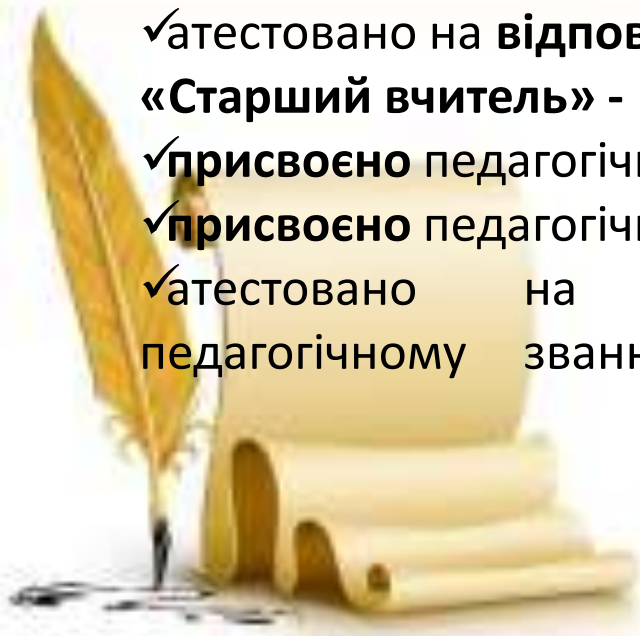 ✓атестовано на відпов
«Старший вчитель» -
✓присвоєно педагогічн
✓присвоєно педагогічн
✓атестовано на
педагогічному званн